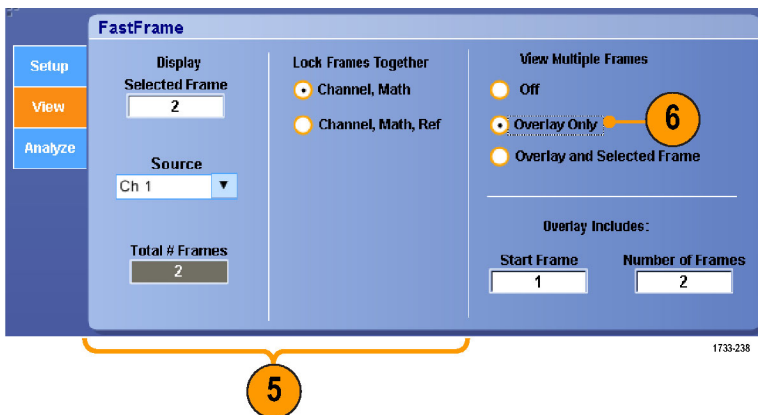 FastFrame
Setup
View
Analyze
Display
Selected Frame
2
Source
Ch 1
Total # Frames
2
Lock Frames Together
Channel, Math
Channel, Math, Ref
View Multiple Frames
Off
Overlay Only
6
Overlay and Selected Frame
Overlay Includes:
Start Frame
1
Number of Frames
2
1733-238
5